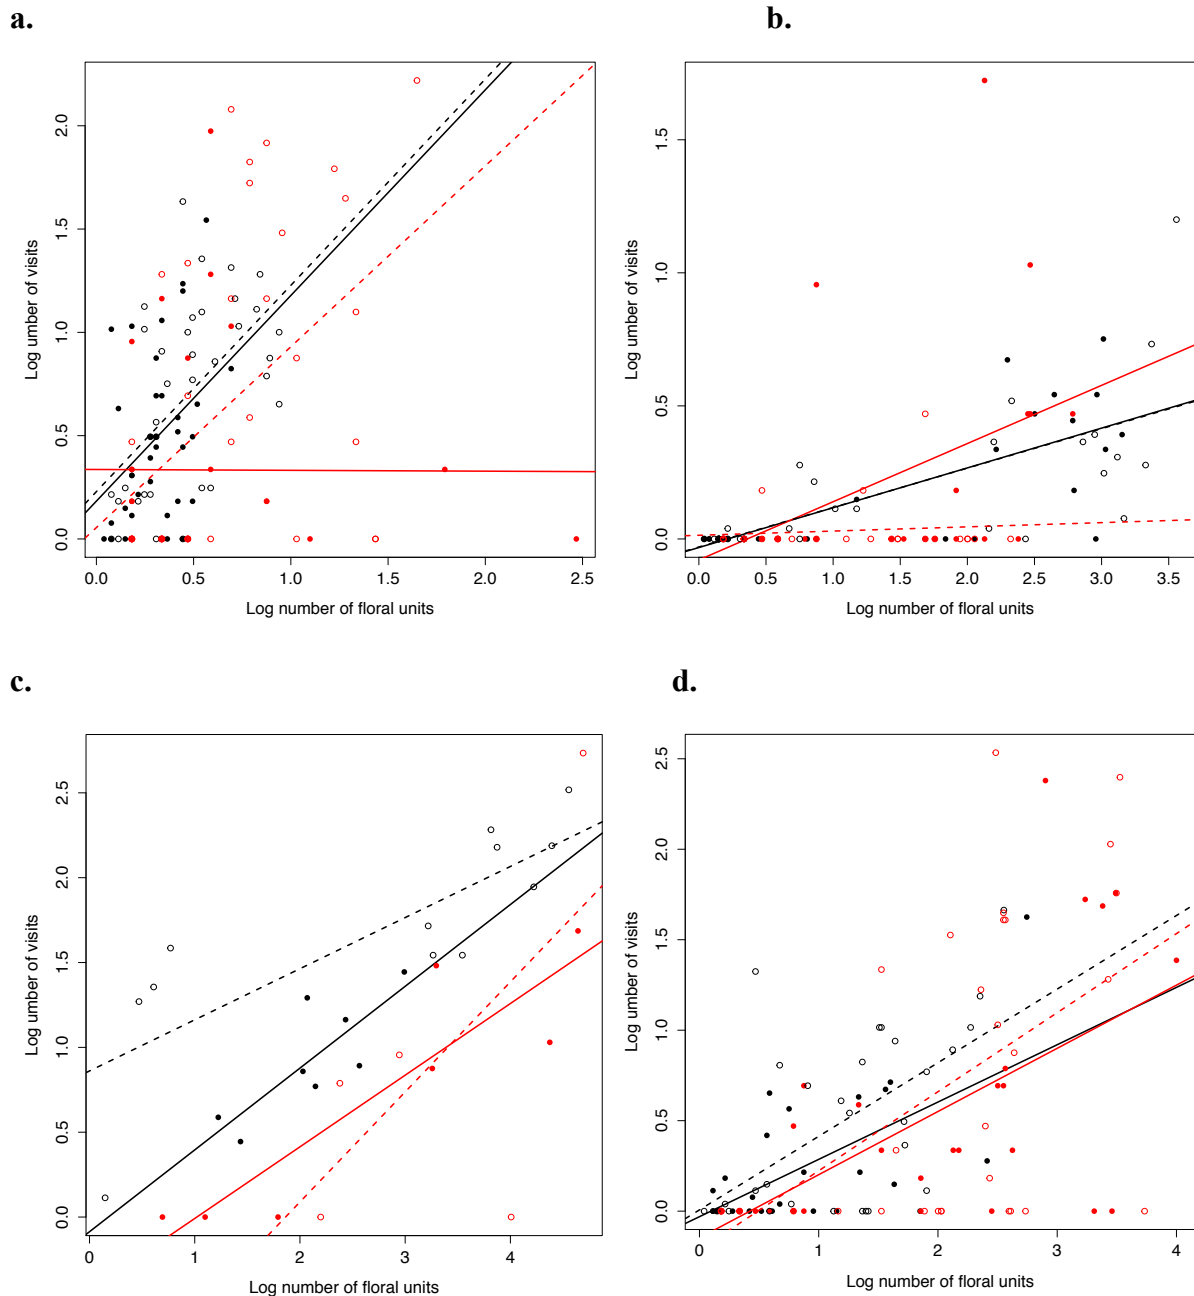 a.
b.
Log umber of visits
0.0 0.5 1.0 1.5 2.0
0.0 0.5 1.0 1.5 2.0 2.5
Log number of floral units
Log umber of visits
0.0 0.5 1.0 1.5
0.0 0.5 1.0 1.5 2.0 2.5 3.0 3.5
Log number of floral units
c.
d.
Log umber of visits
0.0 0.5 1.0 1.5 2.0 2.5
0 1 2 3 4
Log number of floral units
Log umber of visits
0.0 0.5 1.0 1.5 2.0 2.5
0 1 2 3 4
Log number of floral units